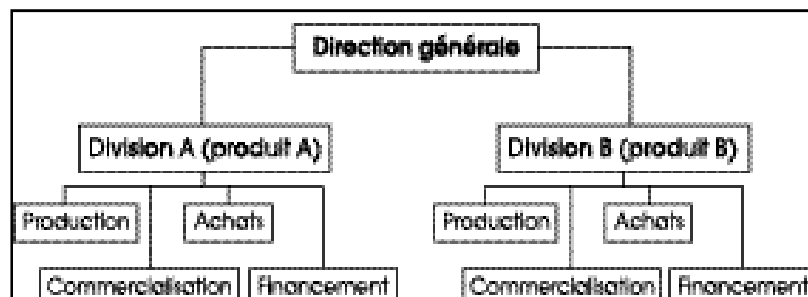 Direction générale
Division A (produit A) Division B (produit B)
Production Achats Production Achats
Commercialisation Financement Commercialisation Financement